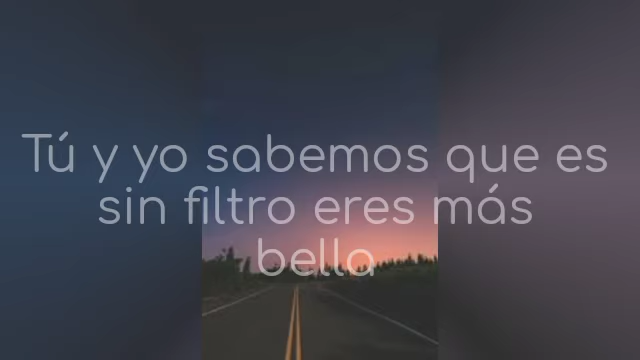 Tú y yo sabemos que es
sin filtro eres más
bella